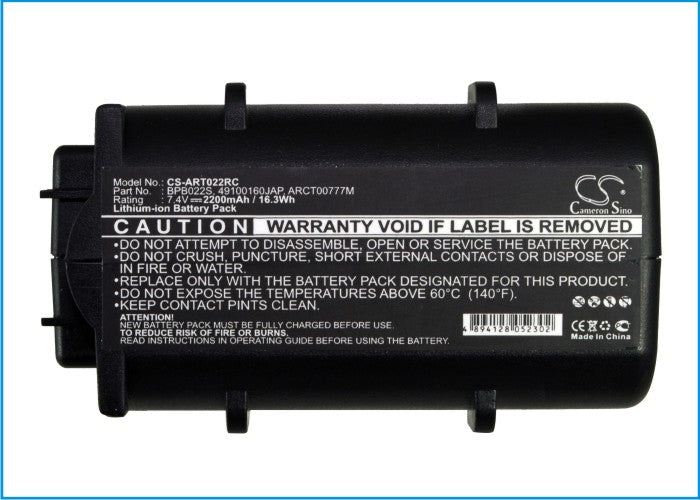 Model No.: CS-ART022RC
Part No. : BPB022S, 49100160JAP, ARCT00777M
Rating : 7.4V⎓2200mAh / 16.3Wh
Lithium-ion Battery Pack
CS
Cameron Sino
CAUTION WARRANTY VOID IF LABEL IS REMOVED
•DO NOT ATTEMPT TO DISASSEMBLE, OPEN OR SERVICE THE BATTERY PACK.
•DO NOT CRUSH, PUNCTURE, SHORT EXTERNAL CONTACTS OR DISPOSE OF
IN FIRE OR WATER.
•REPLACE ONLY WITH THE BATTERY PACK DESIGNATED FOR THIS PRODUCT.
•DO NOT EXPOSE THE TEMPERATURES ABOVE 60°C (140°F).
•KEEP CONTACT PINTS CLEAN.
ATTENTION!
NEW BATTERY PACK MUST BE FULLY CHARGED BEFORE USE
TO REDUCE RISK OF FIRE OR BURNS.
READ INSTRUCTIONS IN OPERATING GUIDE BEFORE USING BATTERY.
4 894128 052302
CE
Made in China